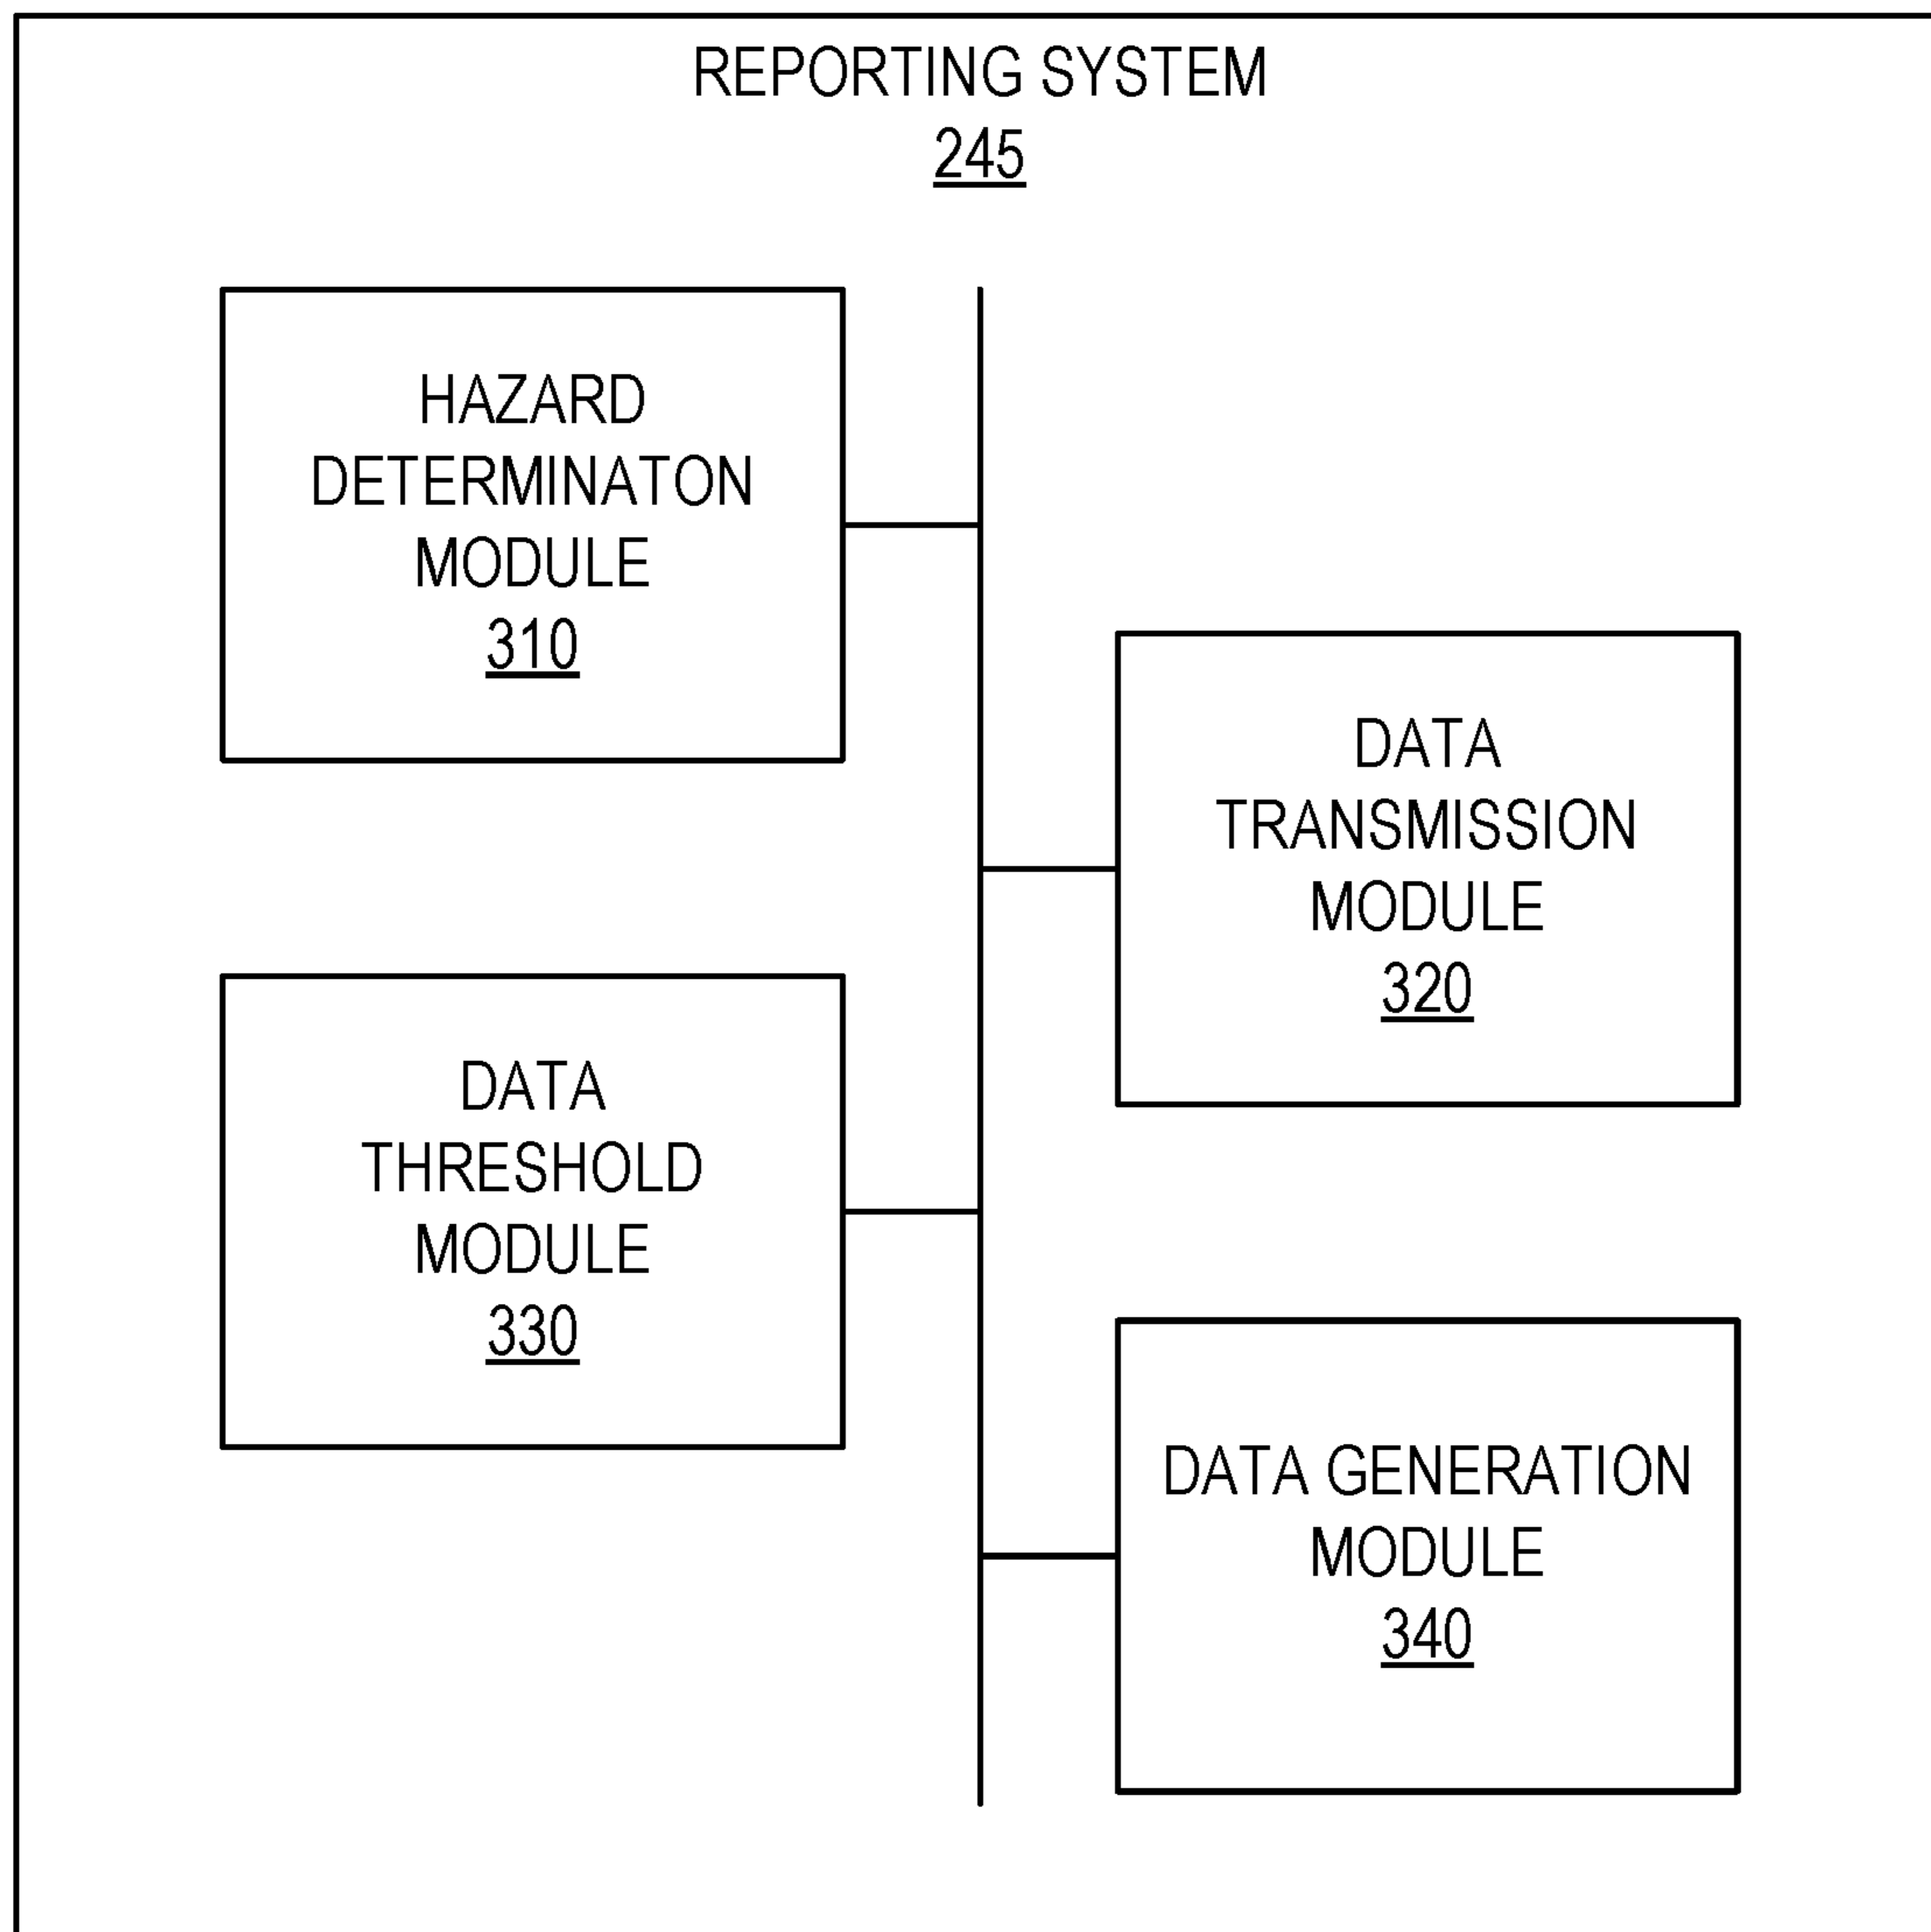 REPORTING SYSTEM
245
HAZARD
DETERMINATON
MODULE
310
DATA
TRANSMISSION
MODULE
320
DATA
THRESHOLD
MODULE
330
DATA GENERATION
MODULE
340